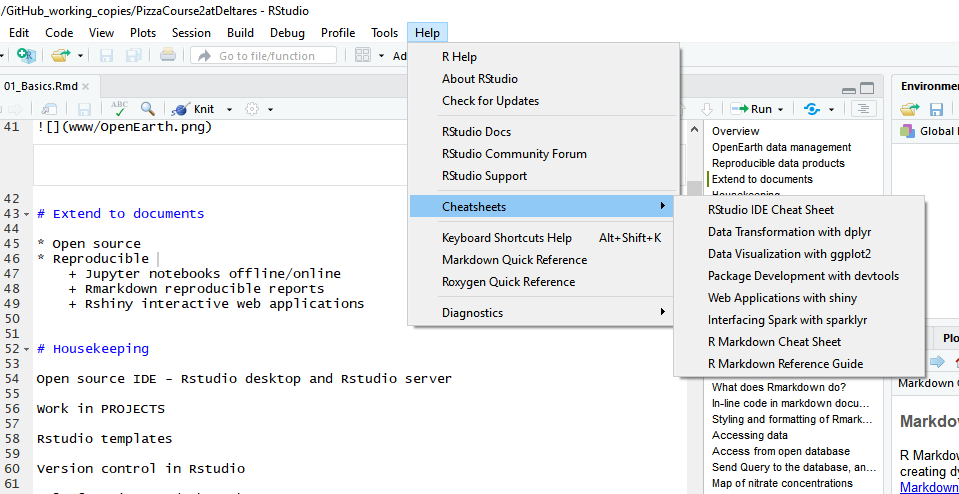 /GitHub_working_copies/PizzaCourse2atDeltares - RStudio
Edit Code View Plots Session Build Debug Profile Tools Help
Go to file/function
Ad
01_Basics.Rmd
ABC
Knit
Run
41 ![](www/OpenEarth.png)
42
43 # Extend to documents
44
45 * Open source
46 * Reproducible
47 + Jupyter notebooks offline/online
48 + Rmarkdown reproducible reports
49 + Rshiny interactive web applications
50
51
52 # Housekeeping
53
54 Open source IDE – Rstudio desktop and Rstudio server
55
56 Work in PROJECTS
57
58 Rstudio templates
59
60 Version control in Rstudio
61
R Help
About RStudio
Check for Updates
RStudio Docs
RStudio Community Forum
RStudio Support
Cheatsheets
Keyboard Shortcuts Help Alt+Shift+K
Markdown Quick Reference
Roxygen Quick Reference
Diagnostics
RStudio IDE Cheat Sheet
Data Transformation with dplyr
Data Visualization with ggplot2
Package Development with devtools
Web Applications with shiny
Interfacing Spark with sparklyr
R Markdown Cheat Sheet
R Markdown Reference Guide
Overview
OpenEarth data management
Reproducible data products
Extend to documents
Housekeeping
What does Rmarkdown do?
In-line code in markdown docu...
Styling and formatting of Rmark...
Accessing data
Access from open database
Send Query to the database, an...
Map of nitrate concentrations
Environme
Global
Plo
Markdown
Markdow
R Markdow
creating dy
Markdown